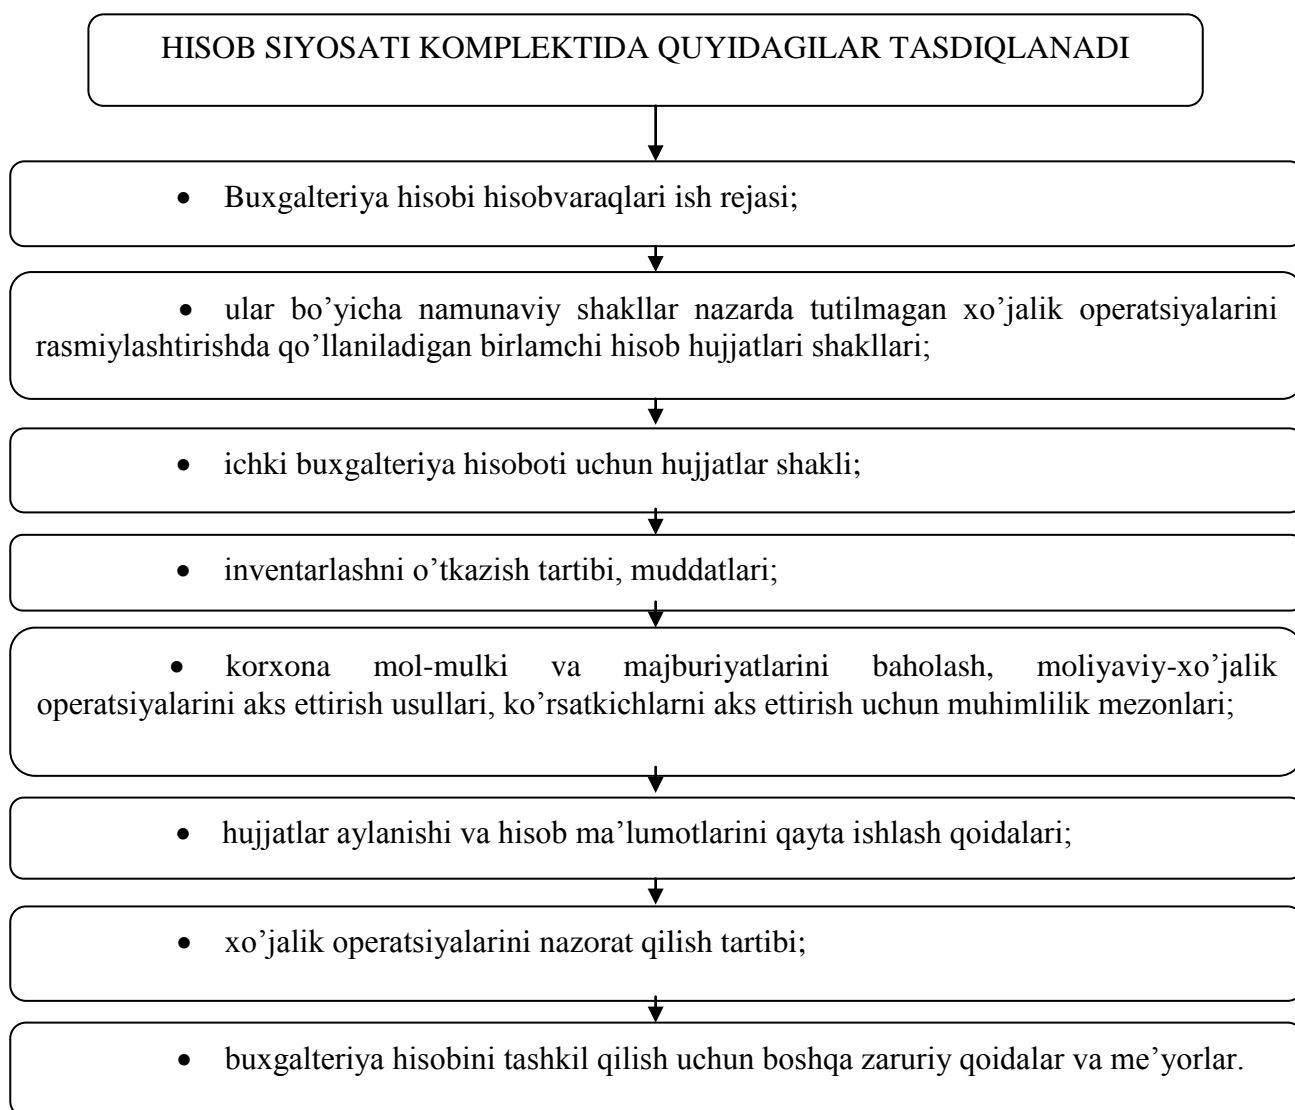 HISOB SIYOSATI KOMPLEKTIDA QUYIDAGILAR TASDIQLANADI
• Buxgalteriya hisobi hisobvaraqlari ish rejasi;
• ular bo’yicha namunaviy shakllar nazarda tutilmagan xo’jalik operatsiyalarini
rasmiylashtirishda qo’llaniladigan birlamchi hisob hujjatlari shakllari;
• ichki buxgalteriya hisoboti uchun hujjatlar shakli;
• inventarlashni o’tkazish tartibi, muddatlari;
• korxona mol-mulki va majburiyatlarini baholash, moliyaviy-xo’jalik
operatsiyalarini aks ettirish usullari, ko’rsatkichlarni aks ettirish uchun muhimlilik mezonlari;
• hujjatlar aylanishi va hisob ma’lumotlarini qayta ishlash qoidalari;
• xo’jalik operatsiyalarini nazorat qilish tartibi;
• buxgalteriya hisobini tashkil qilish uchun boshqa zaruriy qoidalar va me’yorlar.